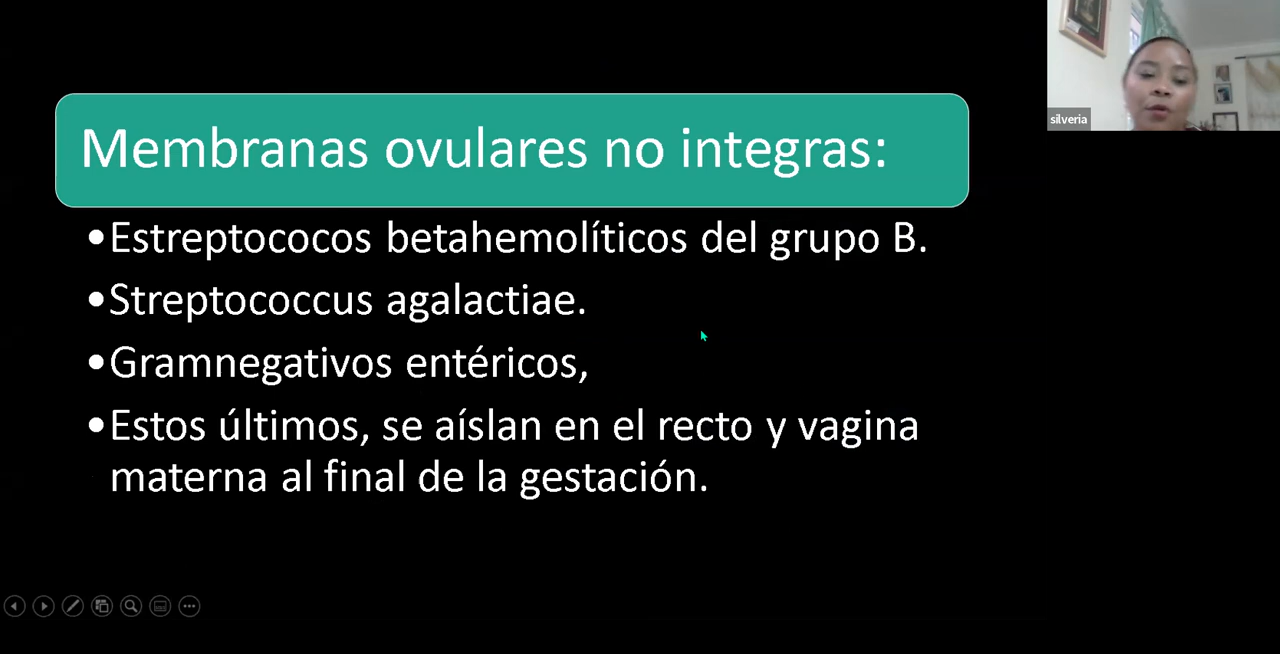 silveria
Membranas ovulares no integras:
•Estreptococos betahemolíticos del grupo B.
•Streptococcus agalactiae.
•Gramnegativos entéricos,
•Estos últimos, se aíslan en el recto y vagina
materna al final de la gestación.